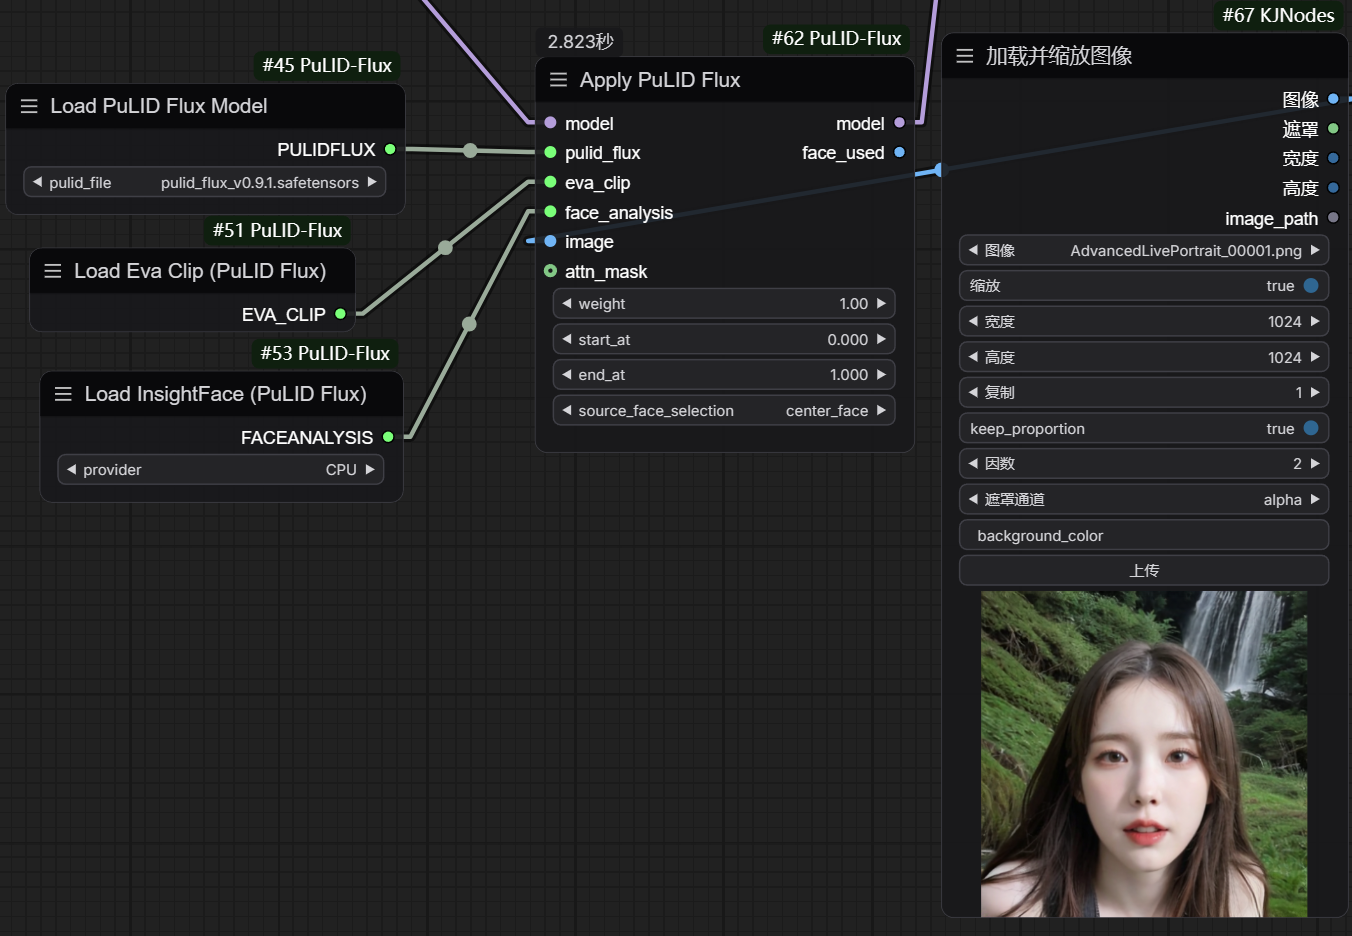 #45 PuLID-Flux
Load PuLID Flux Model
PULIDFLUX
pulid_file pulid_flux_v0.9.1.safetensors
#51 PuLID-Flux
Load Eva Clip (PuLID Flux)
EVA_CLIP
#53 PuLID-Flux
Load InsightFace (PuLID Flux)
FACEANALYSIS
provider CPU
2.823秒
#62 PuLID-Flux
Apply PuLID Flux
model model
pulid_flux face_used
eva_clip
face_analysis
image
attn_mask
weight 1.00
start_at 0.000
end_at 1.000
source_face_selection center_face
#67 KJNodes
加载并缩放图像
图像
遮罩
宽度
高度
image_path
图像 AdvancedLivePortrait_00001.png
缩放 true
宽度 1024
高度 1024
复制 1
keep_proportion true
因数 2
遮罩通道 alpha
background_color
上传